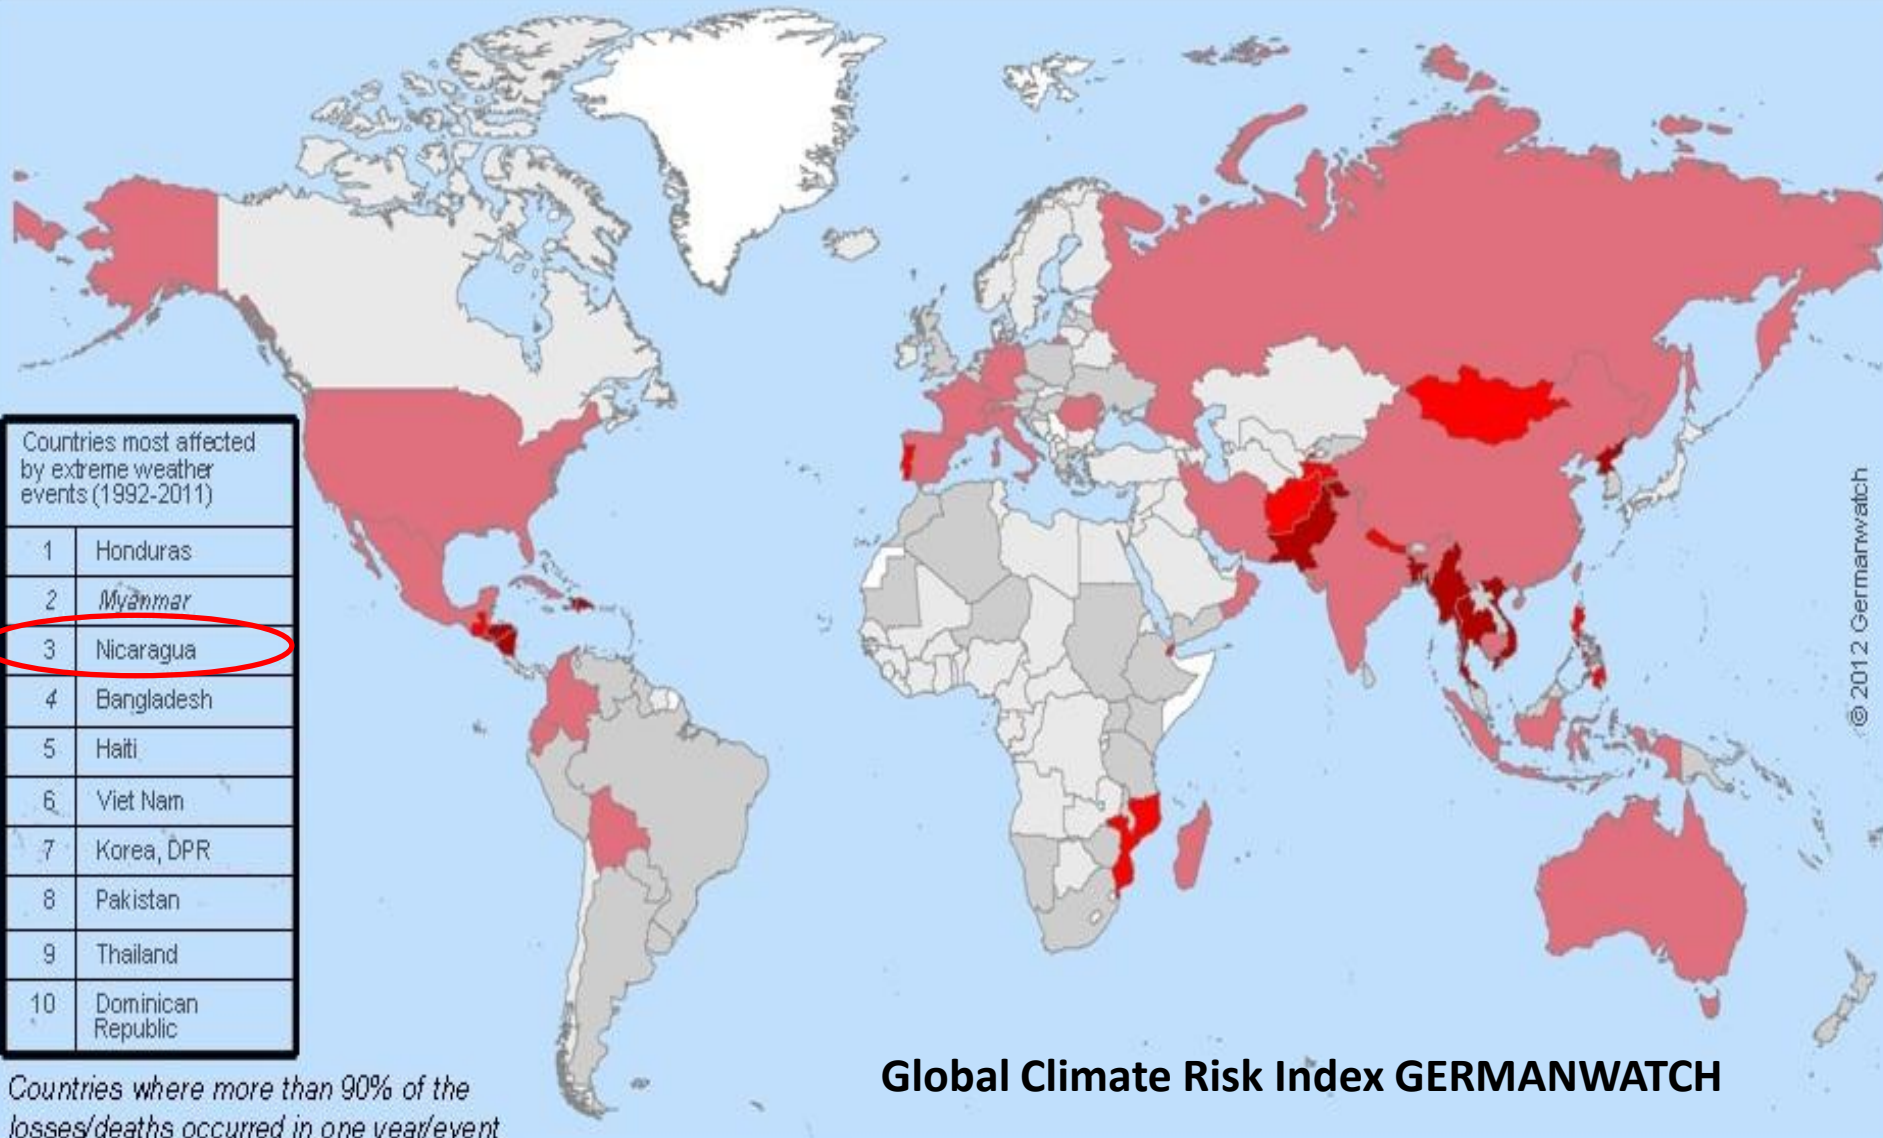 Countries most affected
by extreme weather
events (1992-2011)
1 Honduras
2 Myanmar
3 Nicaragua
4 Bangladesh
5 Haiti
6 Viet Nam
7 Korea, DPR
8 Pakistan
9 Thailand
10 Dominican
Republic
Countries where more than 90% of the
losses/deaths occurred in one year/event
Global Climate Risk Index GERMANWATCH
© 2012 Germanwatch